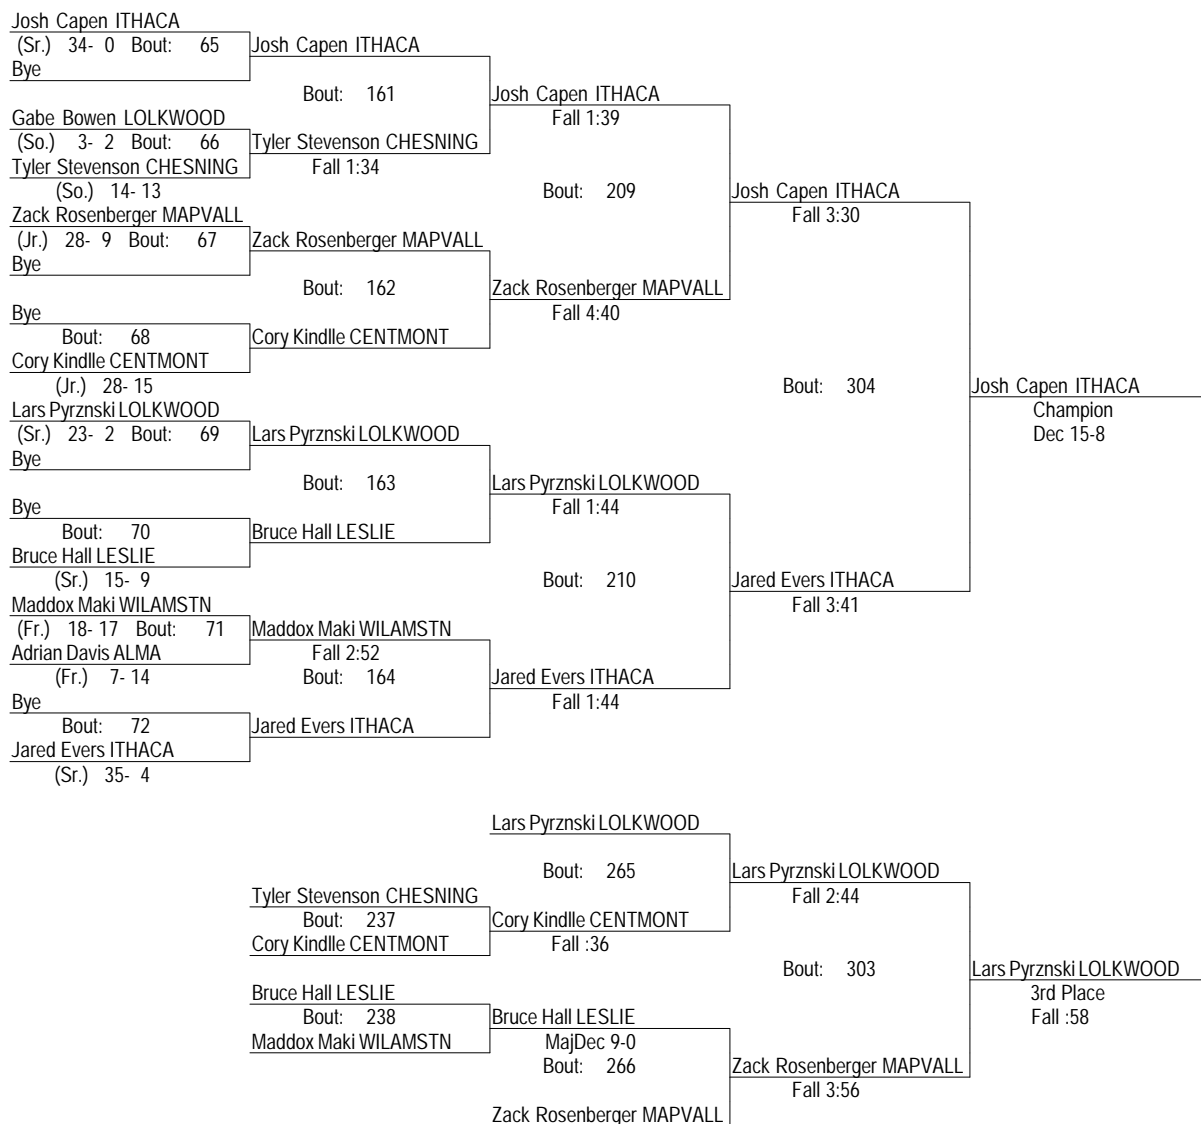 Josh Capen ITHACA
(Sr.) 34- 0 Bout: 65 Josh Capen ITHACA
Bye
Bout: 161 Josh Capen ITHACA
Gabe Bowen LOLKWOOD Fall 1:39
(So.) 3- 2 Bout: 66 Tyler Stevenson CHESNING
Tyler Stevenson CHESNING Fall 1:34
(So.) 14- 13 Bout: 209 Josh Capen ITHACA
Zack Rosenberger MAPVALL Fall 3:30
(Jr.) 28- 9 Bout: 67 Zack Rosenberger MAPVALL
Bye
Bout: 162 Zack Rosenberger MAPVALL
Bye Fall 4:40
Bout: 68 Cory Kindlle CENTMONT
Cory Kindlle CENTMONT
(Jr.) 28- 15 Bout: 304 Josh Capen ITHACA
Lars Pyrznski LOLKWOOD Champion
(Sr.) 23- 2 Bout: 69 Lars Pyrznski LOLKWOOD Dec 15-8
Bye
Bout: 163 Lars Pyrznski LOLKWOOD
Bye Fall 1:44
Bout: 70 Bruce Hall LESLIE
Bruce Hall LESLIE
(Sr.) 15- 9 Bout: 210 Jared Evers ITHACA
Maddox Maki WILAMSTN Fall 3:41
(Fr.) 18- 17 Bout: 71 Maddox Maki WILAMSTN
Adrian Davis ALMA Fall 2:52
(Fr.) 7- 14 Bout: 164 Jared Evers ITHACA
Bye Fall 1:44
Bout: 72 Jared Evers ITHACA
Jared Evers ITHACA
(Sr.) 35- 4
Lars Pyrznski LOLKWOOD
Bout: 265 Lars Pyrznski LOLKWOOD
Tyler Stevenson CHESNING Fall 2:44
Bout: 237 Cory Kindlle CENTMONT
Cory Kindlle CENTMONT Fall :36
Bout: 303 Lars Pyrznski LOLKWOOD
Bruce Hall LESLIE 3rd Place
Bout: 238 Bruce Hall LESLIE Fall :58
Maddox Maki WILAMSTN MajDec 9-0
Bout: 266 Zack Rosenberger MAPVALL
Fall 3:56
Zack Rosenberger MAPVALL